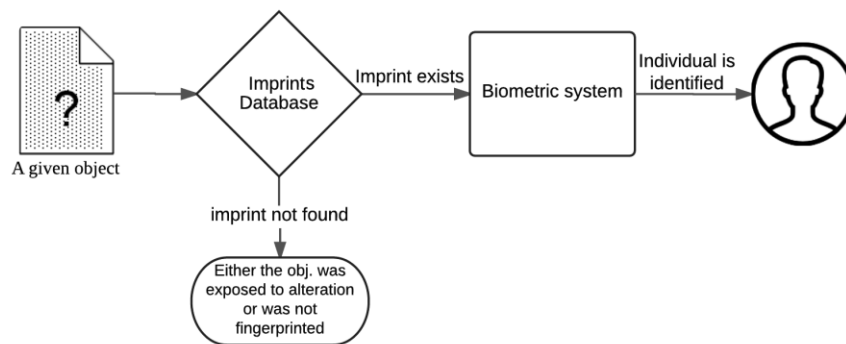 ?
A given object
Imprints
Database
Imprint exists
Biometric system
Individual is
identified
imprint not found
Either the obj. was
exposed to alteration
or was not
fingerprinted